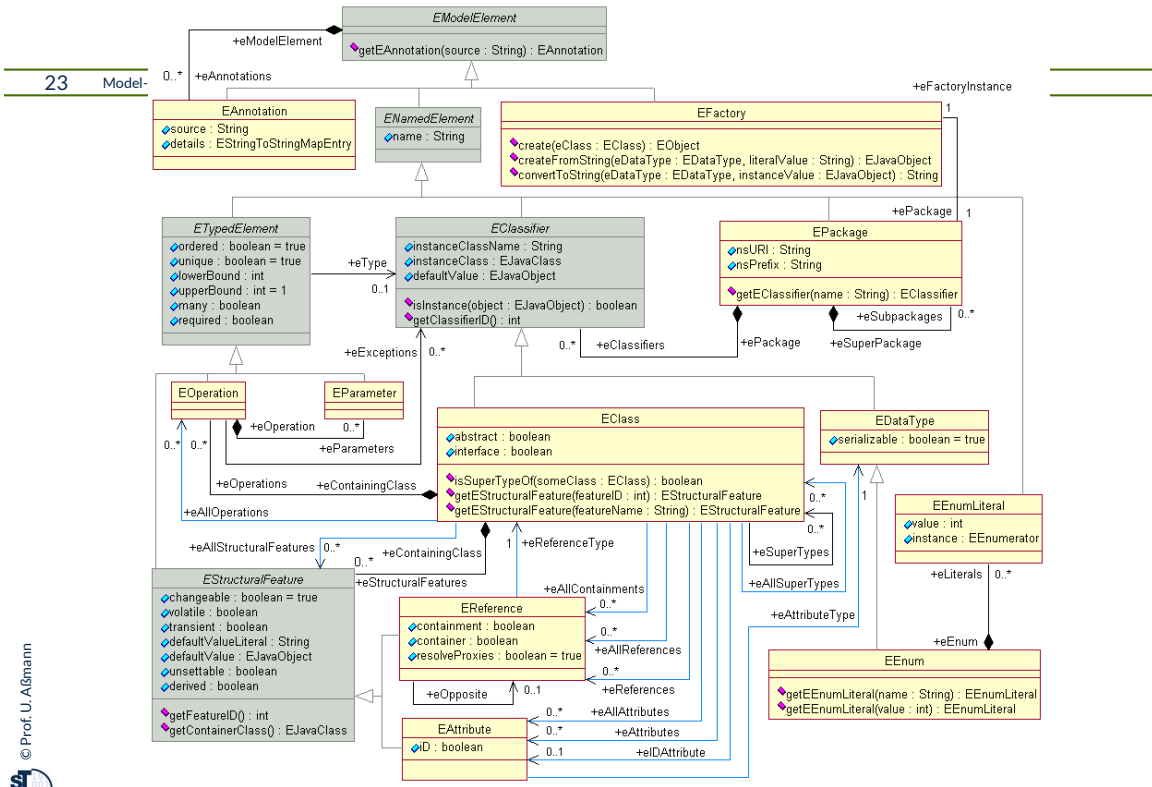 EModelElement
getEAnnotation(source : String) : EAnnotation
+eModelElement
0..*
+eAnnotations
23
Model-
+eFactoryInstance
1
EAnnotation
source : String
details : EStringToStringMapEntry
ENamedElement
name : String
EFactory
create(eClass : EClass) : EObject
createFromString(eDataType : EDataType, literalValue : String) : EJavaObject
convertToString(eDataType : EDataType, instanceValue : EJavaObject) : String
+ePackage
1
ETypedElement
ordered : boolean = true
unique : boolean = true
lowerBound : int
upperBound : int = 1
many : boolean
required : boolean
+eType
0..1
EClassifier
instanceClassName : String
instanceClass : EJavaClass
defaultValue : EJavaObject
isInstance(object : EJavaObject) : boolean
getClassifierID() : int
EPackage
nsURI : String
nsPrefix : String
getEClassifier(name : String) : EClassifier
+eSubpackages
0..*
+eSuperPackage
+ePackage
0..*
+eClassifiers
+eExceptions
0..*
EOperation
EParameter
+eOperation
0..*
+eParameters
0..*
0..*
+eOperations
+eContainingClass
+eAllOperations
EClass
abstract : boolean
interface : boolean
isSuperTypeOf(someClass : EClass) : boolean
getEStructuralFeature(featureID : int) : EStructuralFeature
getEStructuralFeature(featureName : String) : EStructuralFeature
EDataType
serializable : boolean = true
1
0..*
0..*
+eSuperTypes
+eAllSuperTypes
EEnumLiteral
value : int
instance : EEnumerator
+eLiterals
0..*
+eAllStructuralFeatures
0..*
+eContainingClass
0..*
+eStructuralFeatures
1
+eReferenceType
EStructuralFeature
changeable : boolean = true
volatile : boolean
transient : boolean
defaultValueLiteral : String
defaultValue : EJavaObject
unsettable : boolean
derived : boolean
getFeatureID() : int
getContainerClass() : EJavaClass
EReference
containment : boolean
container : boolean
resolveProxies : boolean = true
+eAllContainments
0..*
0..*
+eAllReferences
0..*
+eReferences
+eOpposite
0..1
+eAttributeType
+eEnum
EEnum
getEEnumLiteral(name : String) : EEnumLiteral
getEEnumLiteral(value : int) : EEnumLiteral
EAttribute
iD : boolean
0..*
+eAllAttributes
0..*
+eAttributes
0..1
+eIDAttribute
© Prof. U. Aßmann
ST